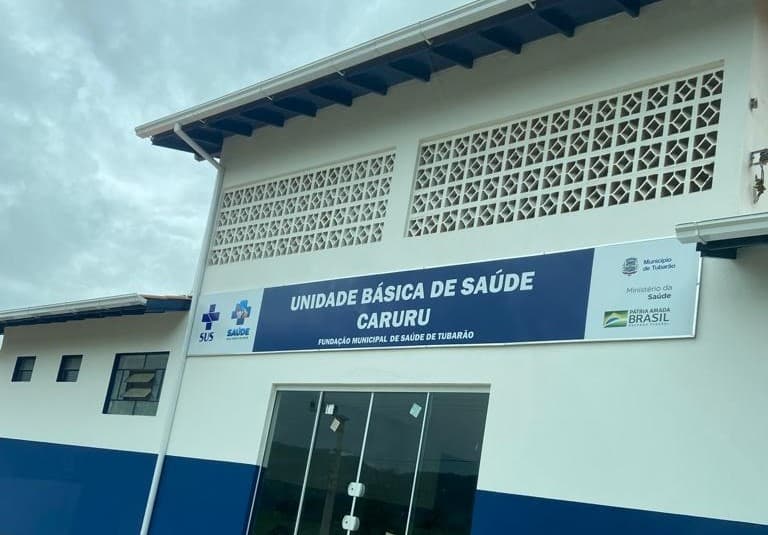 UNIDADE BÁSICA DE SAÚDE
CARURU
FUNDAÇÃO MUNICIPAL DE SAÚDE DE TUBARÃO
SUS
SAÚDE
Município
de Tubarão
Ministério da
Saúde
PÁTRIA AMADA
BRASIL